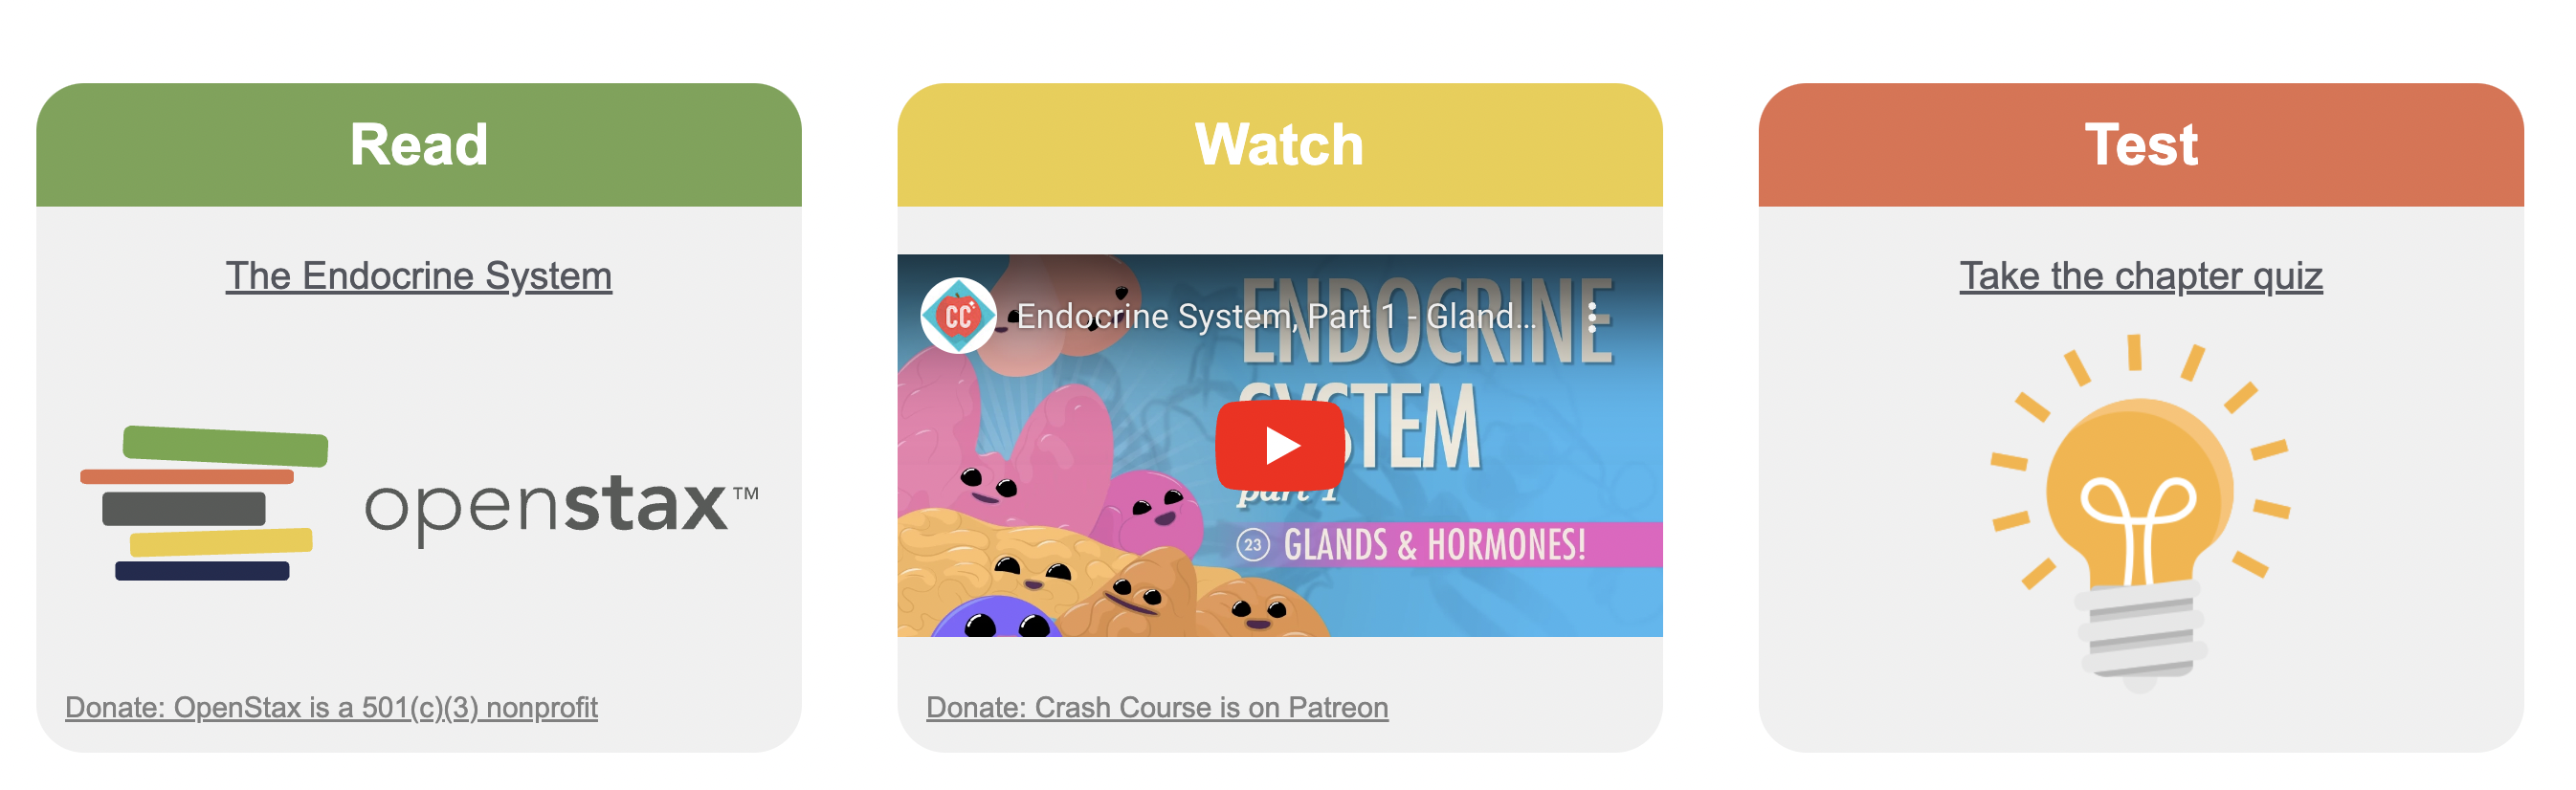 Read
The Endocrine System
openstax™
Donate: OpenStax is a 501(c)(3) nonprofit
Watch
CC
Endocrine System, Part 1 - Gland...
ENDOCRINE
SYSTEM
part 1
23 GLANDS & HORMONES!
Donate: Crash Course is on Patreon
Test
Take the chapter quiz